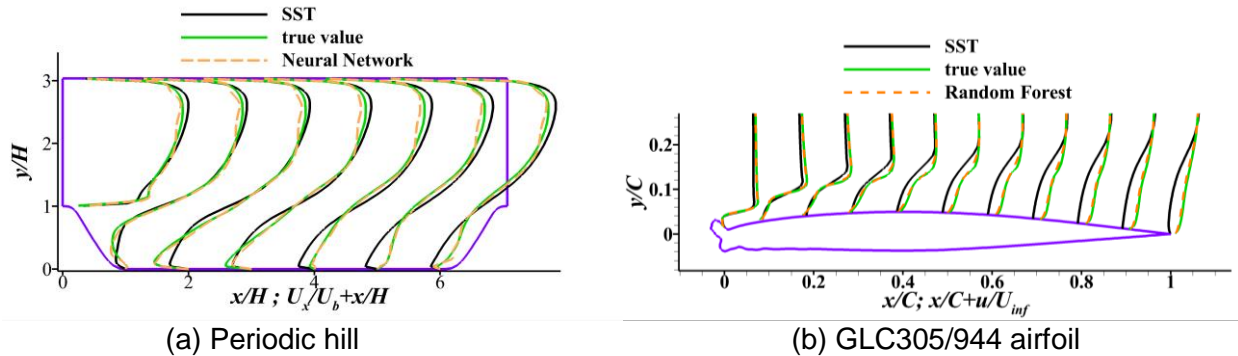 SST
true value
Neural Network
3
2
1
0
y/H
0
2
4
6
x/H ; U_x/U_b+x/H
(a) Periodic hill
SST
true value
Random Forest
0.2
0.1
0
y/C
0
0.2
0.4
0.6
0.8
1
x/C; x/C+u/U_inf
(b) GLC305/944 airfoil